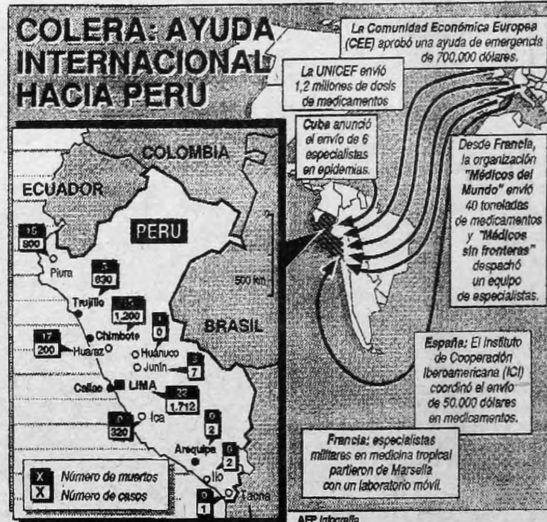 COLERA: AYUDA
INTERNACIONAL
HACIA PERU
La Comunidad Económica Europea
(CEE) aprobó una ayuda de emergencia
de 700.000 dólares.
La UNICEF envió
1,2 millones de dosis
de medicamentos
Cuba anunció
el envío de 6
especialistas
en epidemias.
Desde Francia,
la organización
"Médicos del
Mundo" envió
40 toneladas
de medicamentos
y "Médicos
sin fronteras"
despachó
un equipo
de especialistas.
España: El Instituto
de Cooperación
Iberoamericana (ICI)
coordinó el envío
de 50.000 dólares
en medicamentos.
Francia: especialistas
militares en medicina tropical
partieron de Marsella
con un laboratorio móvil.
COLOMBIA
ECUADOR
PERU
BRASIL
500 km
800
Piura
630
Trujillo
1,200
Chimbote
17
200
Huaraz
0
Huánuco
Junín
7
Callao
LIMA
1.712
320
Ica
0
2
Arequipa
0
2
Ilo
0
1
Tacna
X Número de muertos
X Número de casos
AFP Infografía